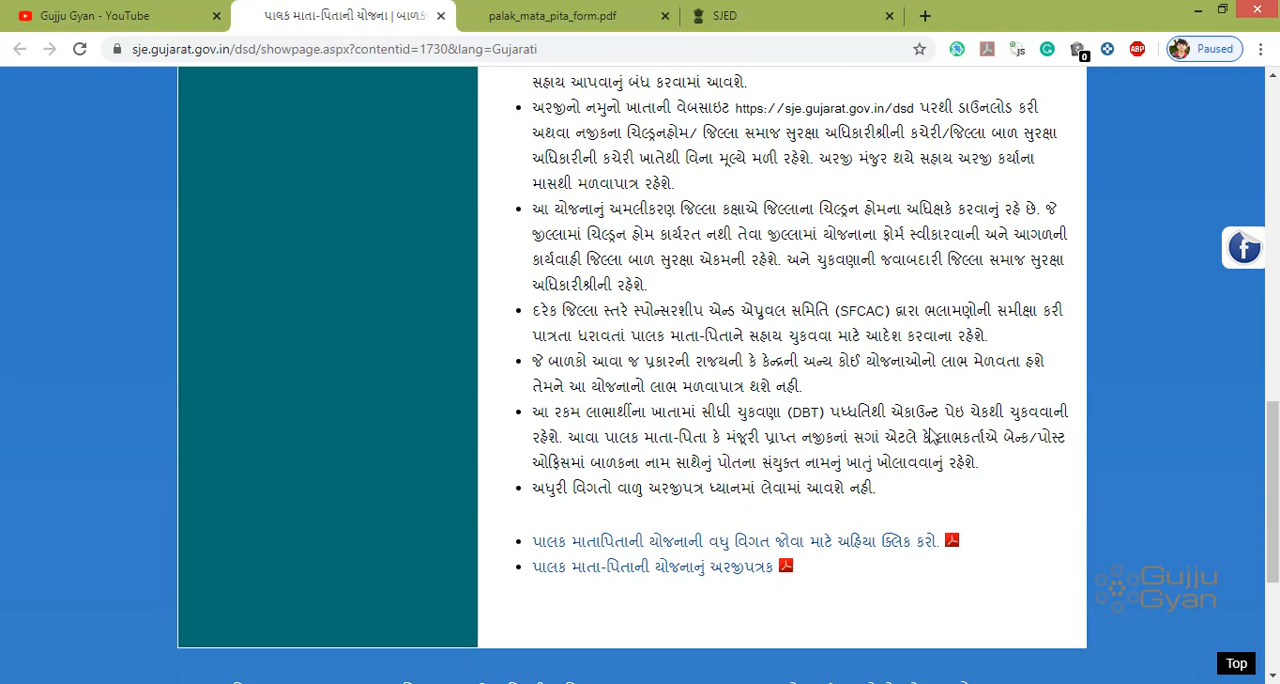 Gujju Gyan - YouTube
પાલક માતા-પિતાની યોજના | બાળક
palak_mata_pita_form.pdf
SJED
sje.gujarat.gov.in/dsd/showpage.aspx?contentid=1730&lang=Gujarati
0
ABP
Paused
સહાય આપવાનું બંધ કરવામાં આવશે.
• અરજીનો નમુનો ખાતાની વેબસાઇટ https://sje.gujarat.gov.in/dsd પરથી ડાઉનલોડ કરી
અથવા નજીકના ચિલ્ડ્રનહોમ/ જિલ્લા સમાજ સુરક્ષા અધિકારીશ્રીની કચેરી/જિલ્લા બાળ સુરક્ષા
અધિકારીની કચેરી ખાતેથી વિના મૂલ્યે મળી રહેશે. અરજી મંજુર થયે સહાય અરજી કર્યાના
માસથી મળવાપાત્ર રહેશે.
• આ યોજનાનું અમલીકરણ જિલ્લા કક્ષાએ જિલ્લાના ચિલ્ડ્રન હોમના અધિક્ષકે કરવાનું રહે છે. જે
જીલ્લામાં ચિલ્ડ્રન હોમ કાર્યરત નથી તેવા જીલ્લામાં યોજનાના ફોર્મ સ્વીકારવાની અને આગળની
કાર્યવાહી જિલ્લા બાળ સુરક્ષા એકમની રહેશે. અને ચુકવણાની જવાબદારી જિલ્લા સમાજ સુરક્ષા
અધિકારીશ્રીની રહેશે.
• દરેક જિલ્લા સ્તરે સ્પોન્સરશીપ એન્ડ એપ્રુવલ સમિતિ (SFCAC) દ્વારા ભલામણોની સમીક્ષા કરી
પાત્રતા ધરાવતાં પાલક માતા-પિતાને સહાય ચુકવવા માટે આદેશ કરવાના રહેશે.
• જે બાળકો આવા જ પ્રકારની રાજયની કે કેન્દ્રની અન્ય કોઈ યોજનાઓનો લાભ મેળવતા હશે
તેમને આ યોજનાનો લાભ મળવાપાત્ર થશે નહી.
• આ રકમ લાભાર્થીના ખાતામાં સીધી ચુકવણા (DBT) પધ્ધતિથી એકાઉન્ટ પેઇ ચેકથી ચુકવવાની
રહેશે. આવા પાલક માતા-પિતા કે મંજૂરી પ્રાપ્ત નજીકનાં સગાં એટલે કે લાભકર્તાએ બેન્ક/પોસ્ટ
ઓફિસમાં બાળકના નામ સાથેનું પોતના સંયુક્ત નામનું ખાતું ખોલાવવાનું રહેશે.
• અધુરી વિગતો વાળુ અરજીપત્ર ધ્યાનમાં લેવામાં આવશે નહી.
• પાલક માતાપિતાની યોજનાની વધુ વિગત જોવા માટે અહિયા ક્લિક કરો.
• પાલક માતા-પિતાની યોજનાનું અરજીપત્રક
Gujju
Gyan
Top